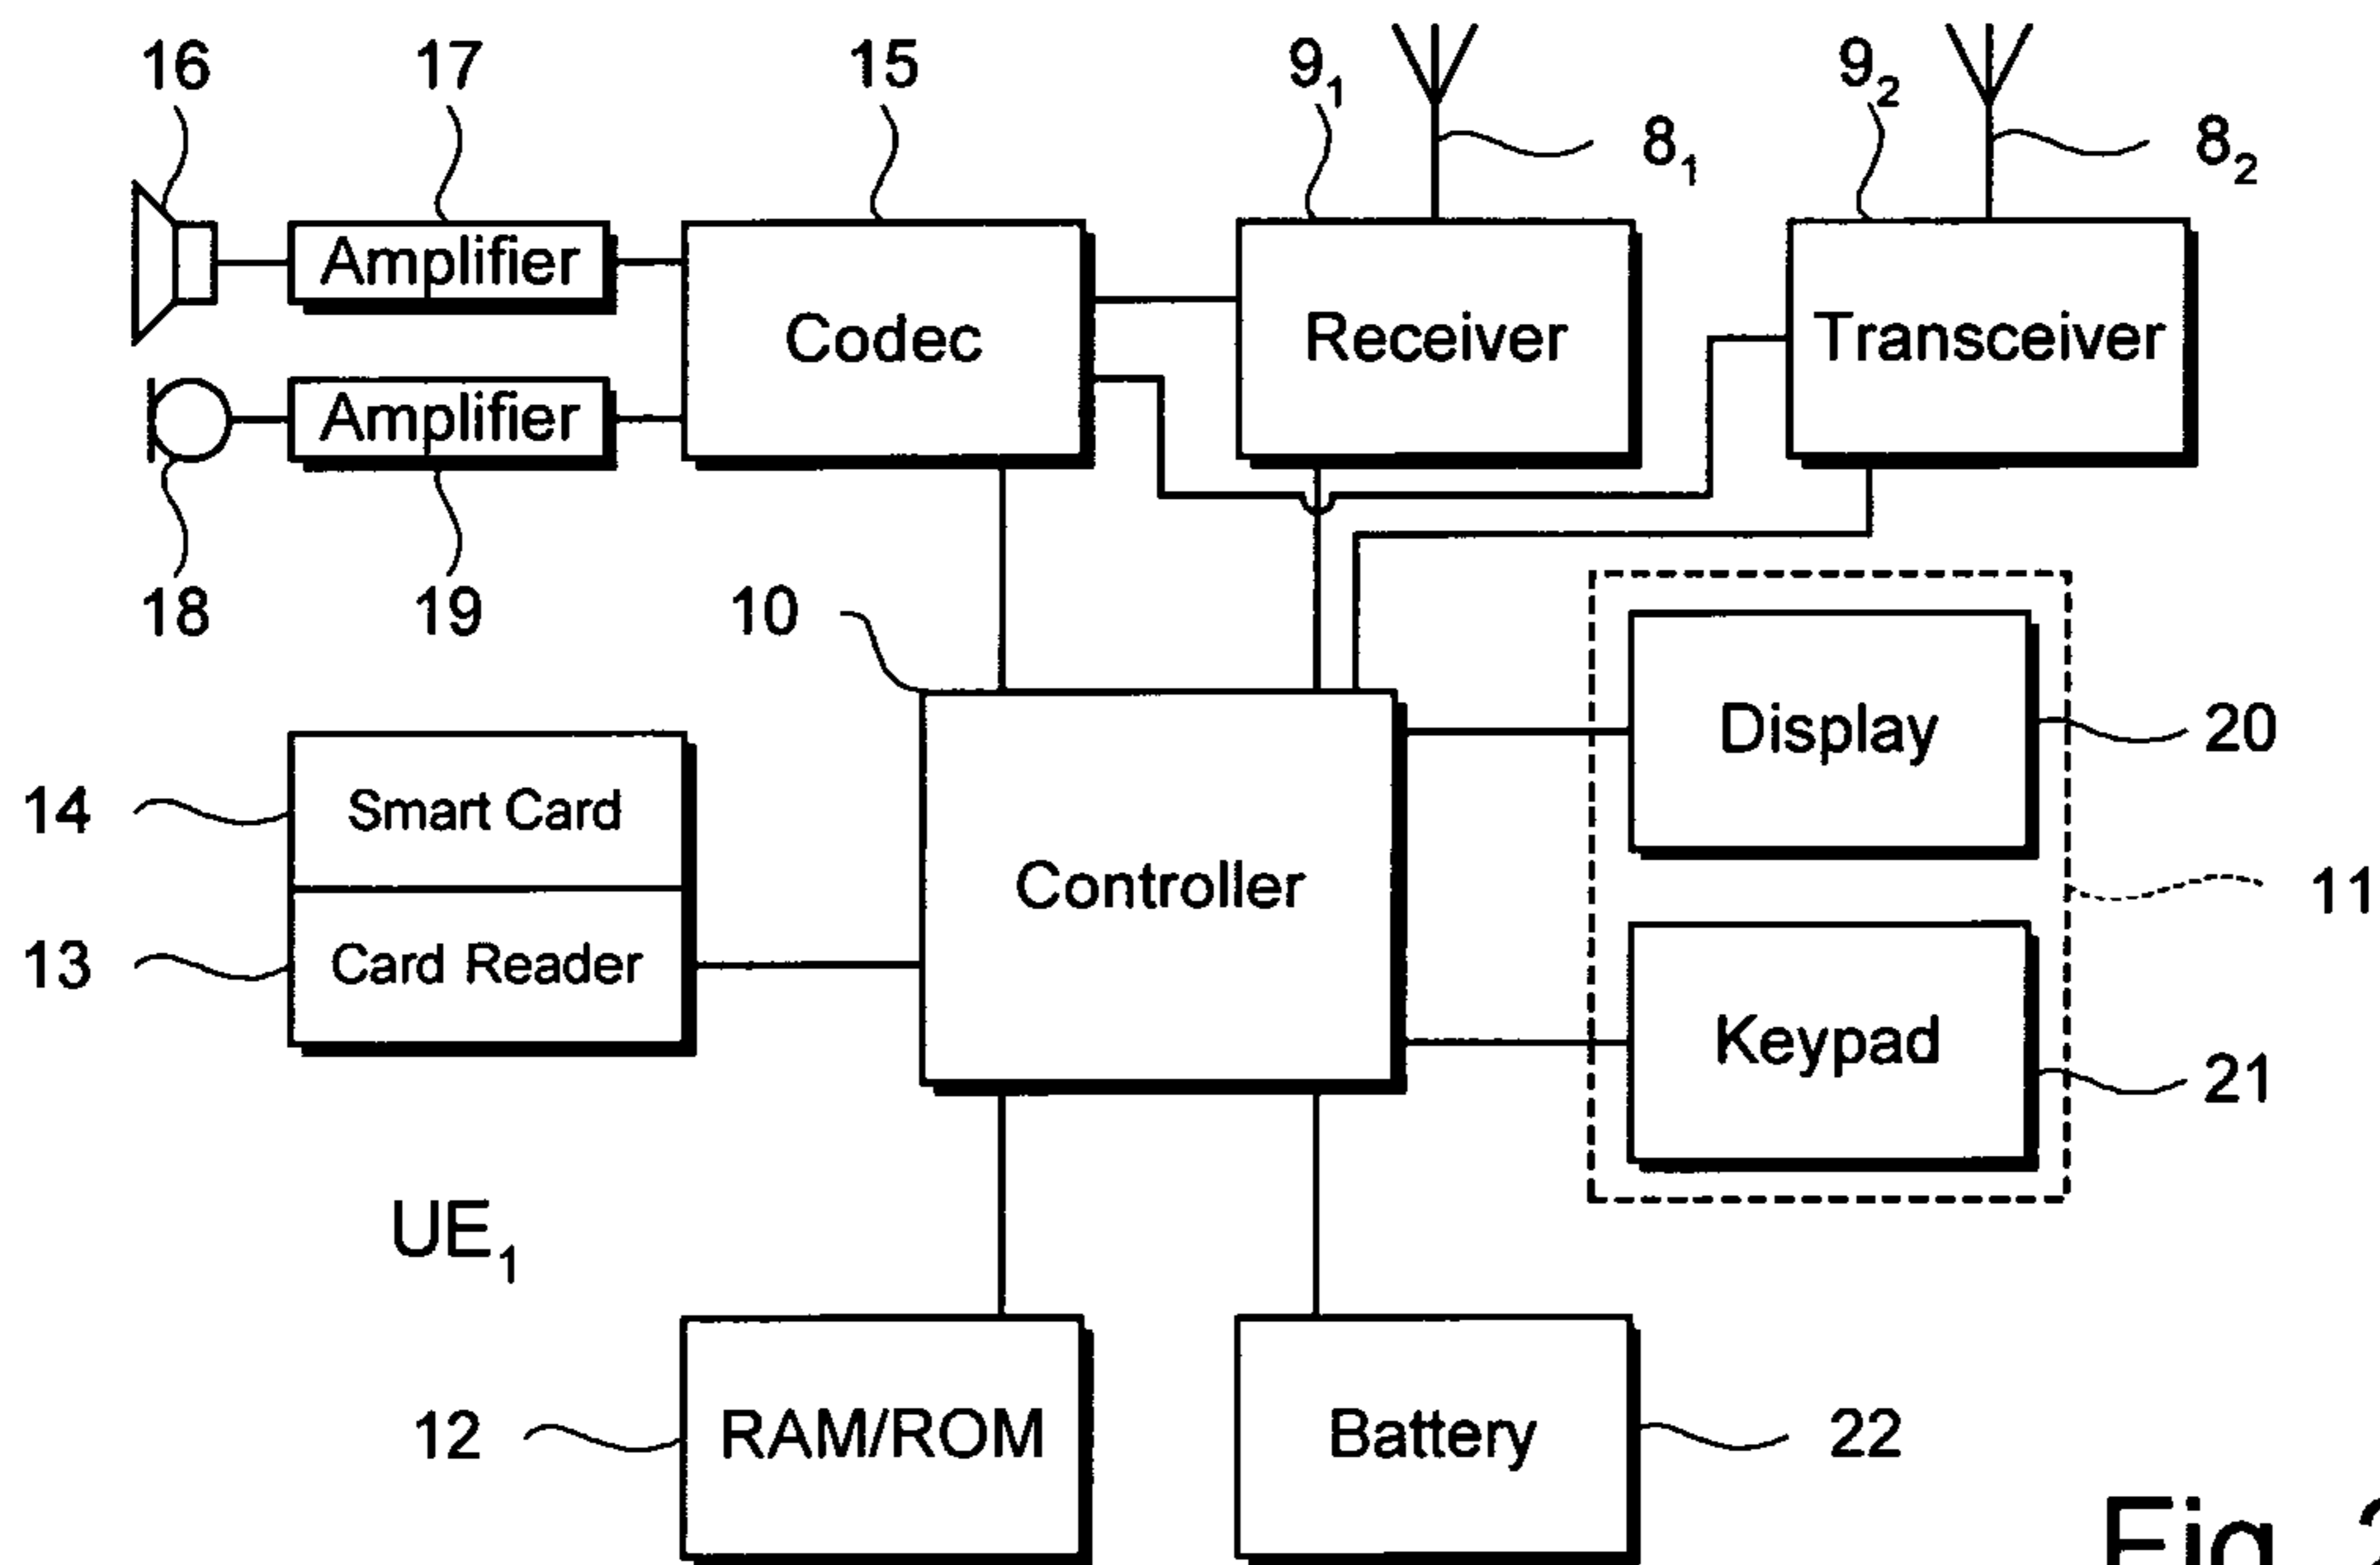 16 17 15 9₁ 8₁ 9₂ 8₂
Amplifier
Codec
Receiver
Transceiver
Amplifier
18 19 10
Display
20
14
Smart Card
Controller
11
13
Card Reader
Keypad
21
UE₁
12
RAM/ROM
Battery
22
Fig.